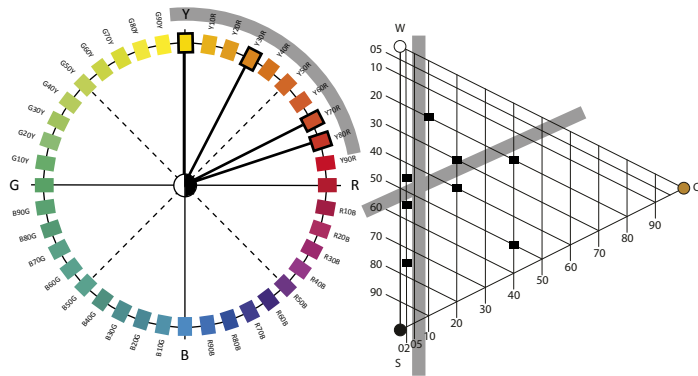 Y
Y10R
Y20R
Y30R
Y40R
Y50R
Y60R
Y70R
Y80R
Y90R
R
R10B
R20B
R30B
R40B
R50B
R60B
R70B
R80B
R90B
B
B10G
B20G
B30G
B40G
B50G
B60G
B70G
B80G
B90G
G
G10Y
G20Y
G30Y
G40Y
G50Y
G60Y
G70Y
G80Y
G90Y
W
05
10
20
30
40
50
60
70
80
90
S
02
05
10
20
30
40
50
60
70
80
90